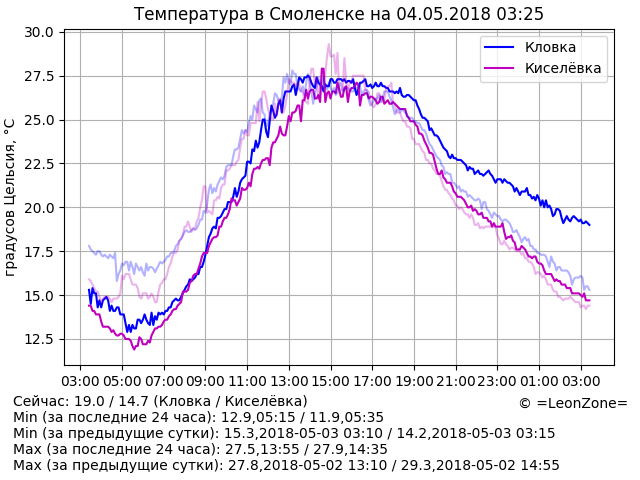 Температура в Смоленске на 04.05.2018 03:25
30.0
27.5
25.0
22.5
20.0
17.5
15.0
12.5
градусов Цельсия, °C
Кловка
Киселёвка
03:00 05:00 07:00 09:00 11:00 13:00 15:00 17:00 19:00 21:00 23:00 01:00 03:00
Сейчас: 19.0 / 14.7 (Кловка / Киселёвка)
© =LeonZone=
Min (за последние 24 часа): 12.9,05:15 / 11.9,05:35
Min (за предыдущие сутки): 15.3,2018-05-03 03:10 / 14.2,2018-05-03 03:15
Max (за последние 24 часа): 27.5,13:55 / 27.9,14:35
Max (за предыдущие сутки): 27.8,2018-05-02 13:10 / 29.3,2018-05-02 14:55